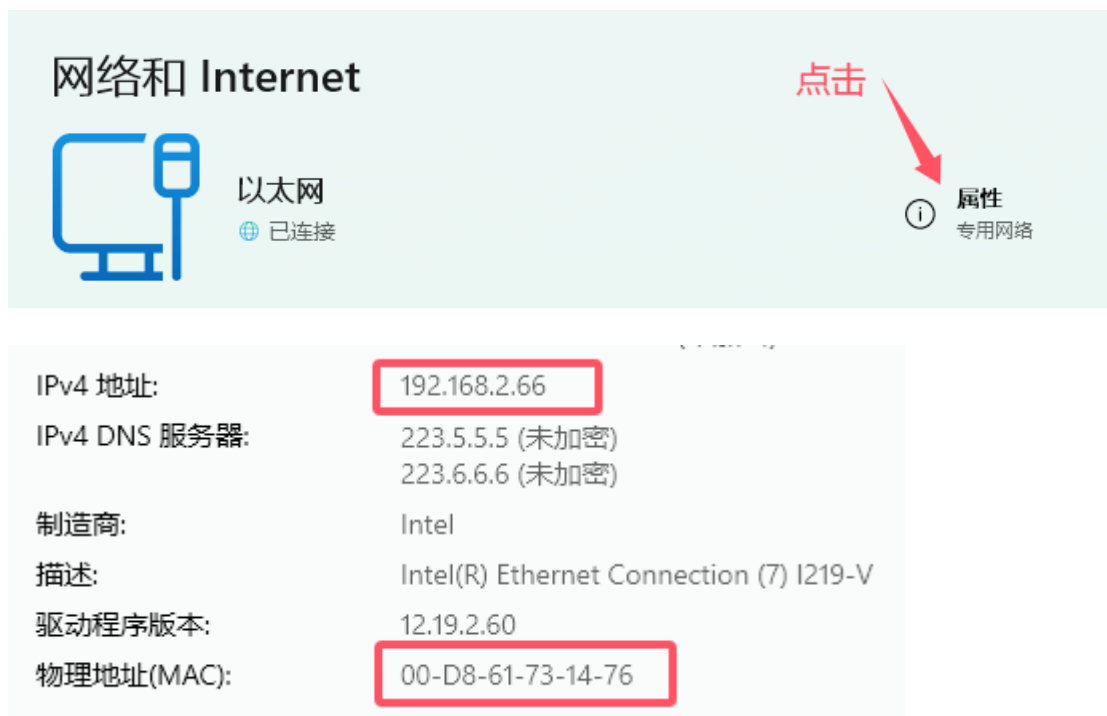 网络和 Internet
点击
以太网
已连接
属性
专用网络
IPv4 地址: 192.168.2.66
IPv4 DNS 服务器: 223.5.5.5 (未加密)
223.6.6.6 (未加密)
制造商: Intel
描述: Intel(R) Ethernet Connection (7) I219-V
驱动程序版本: 12.19.2.60
物理地址(MAC): 00-D8-61-73-14-76